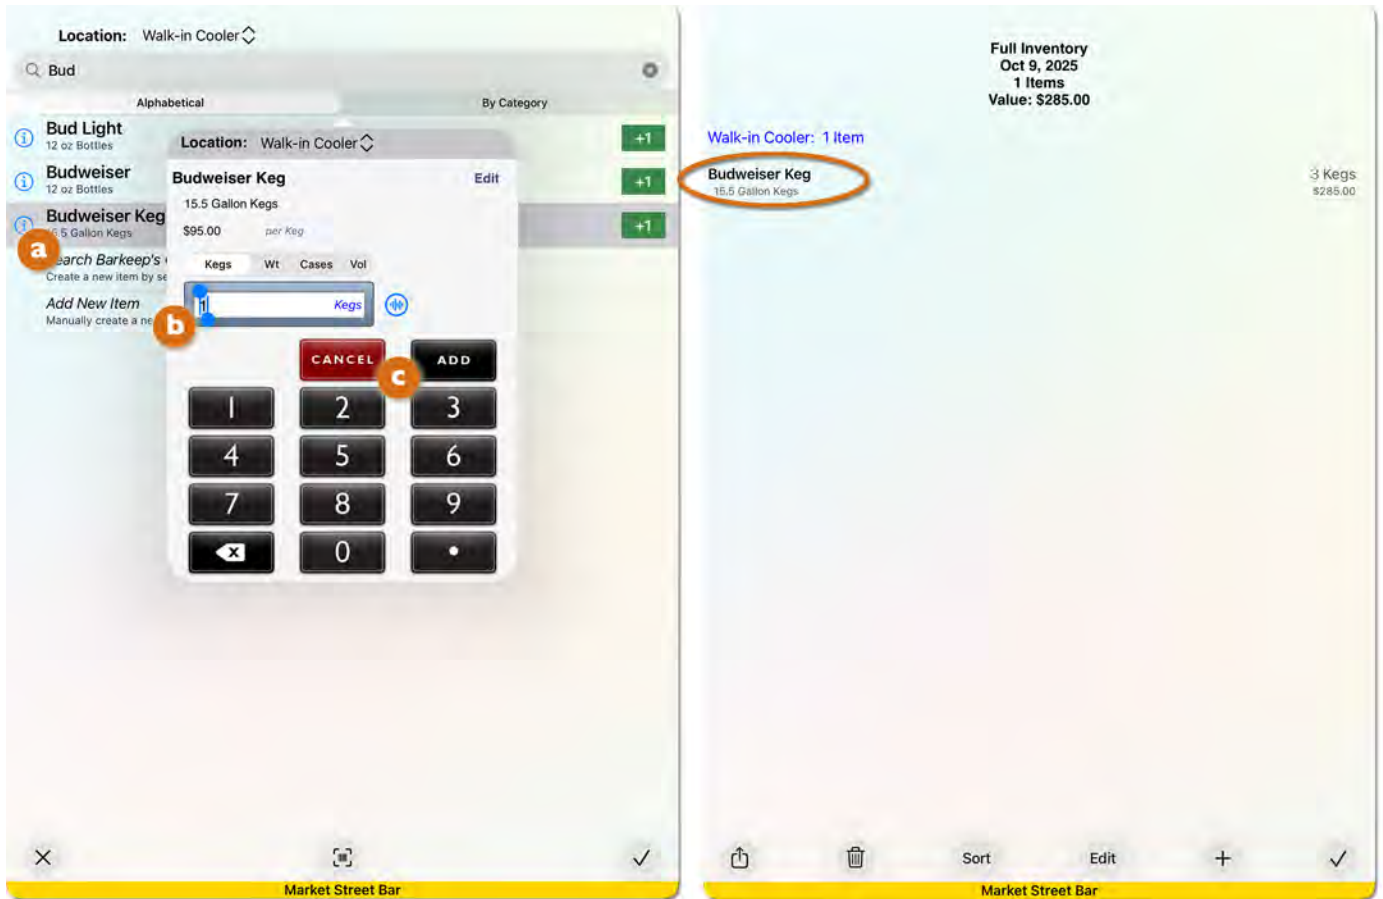 Location: Walk-in Cooler
Bud
Alphabetical
By Category
Bud Light
12 oz Bottles
+1
Budweiser
12 oz Bottles
+1
Budweiser Keg
5 Gallon Kegs
+1
a
earch Barkeep's
Create a new item by se
Add New Item
Manually create a ne
Location: Walk-in Cooler
Budweiser Keg
Edit
15.5 Gallon Kegs
$95.00 per Keg
Kegs Wt Cases Vol
1 Kegs
b
CANCEL
c
ADD
1 2 3
4 5 6
7 8 9
x 0 .
Market Street Bar
Full Inventory
Oct 9, 2025
1 Items
Value: $285.00
Walk-in Cooler: 1 Item
Budweiser Keg
15.5 Gallon Kegs
3 Kegs
$285.00
Sort Edit
Market Street Bar